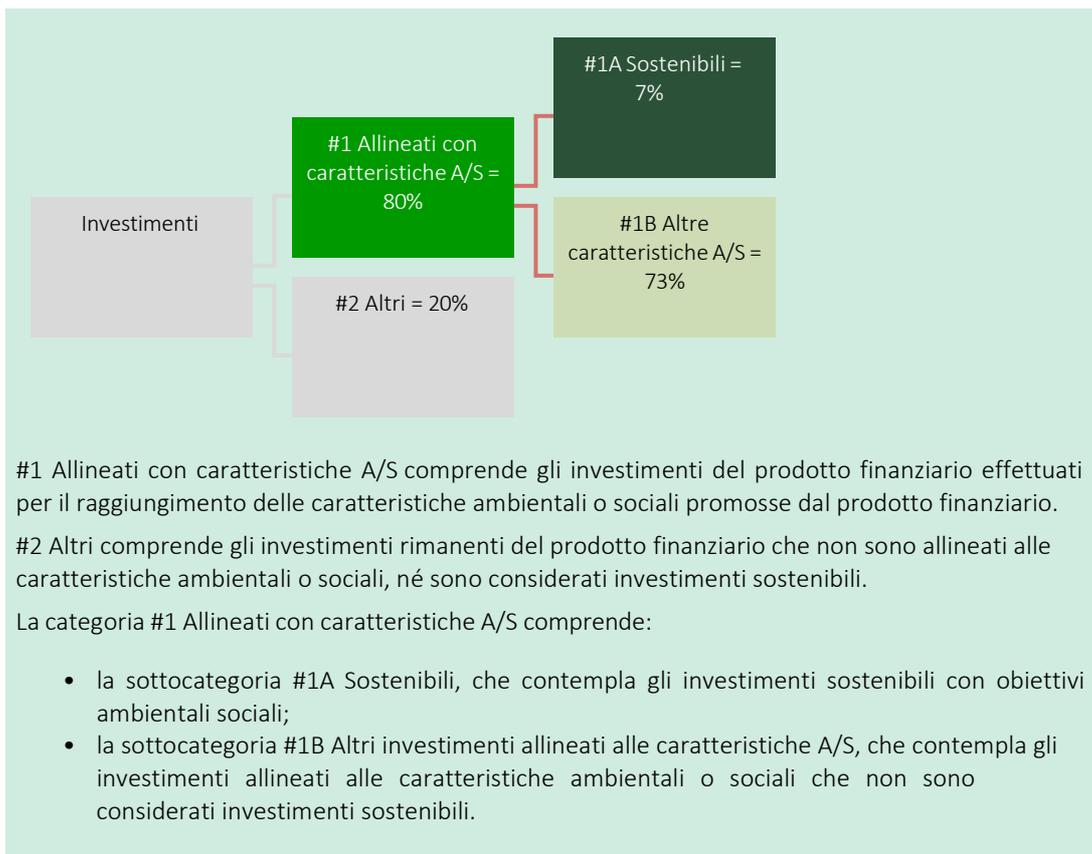 #1A Sostenibili =
7%
#1 Allineati con
caratteristiche A/S =
80%
Investimenti
#1B Altre
caratteristiche A/S =
73%
#2 Altri = 20%
#1 Allineati con caratteristiche A/S comprende gli investimenti del prodotto finanziario effettuati
per il raggiungimento delle caratteristiche ambientali o sociali promosse dal prodotto finanziario.
#2 Altri comprende gli investimenti rimanenti del prodotto finanziario che non sono allineati alle
caratteristiche ambientali o sociali, né sono considerati investimenti sostenibili.
La categoria #1 Allineati con caratteristiche A/S comprende:
• la sottocategoria #1A Sostenibili, che contempla gli investimenti sostenibili con obiettivi
ambientali sociali;
• la sottocategoria #1B Altri investimenti allineati alle caratteristiche A/S, che contempla gli
investimenti allineati alle caratteristiche ambientali o sociali che non sono
considerati investimenti sostenibili.